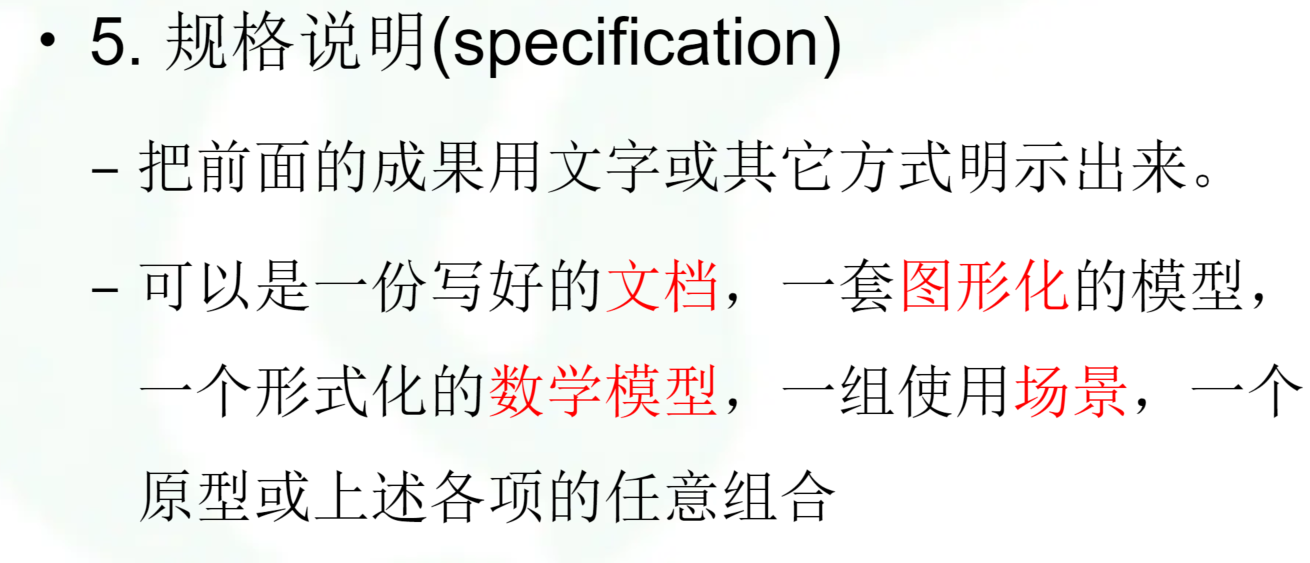 • 5. 规格说明(specification)
– 把前面的成果用文字或其它方式明示出来。
– 可以是一份写好的文档，一套图形化的模型，
一个形式化的数学模型，一组使用场景，一个
原型或上述各项的任意组合